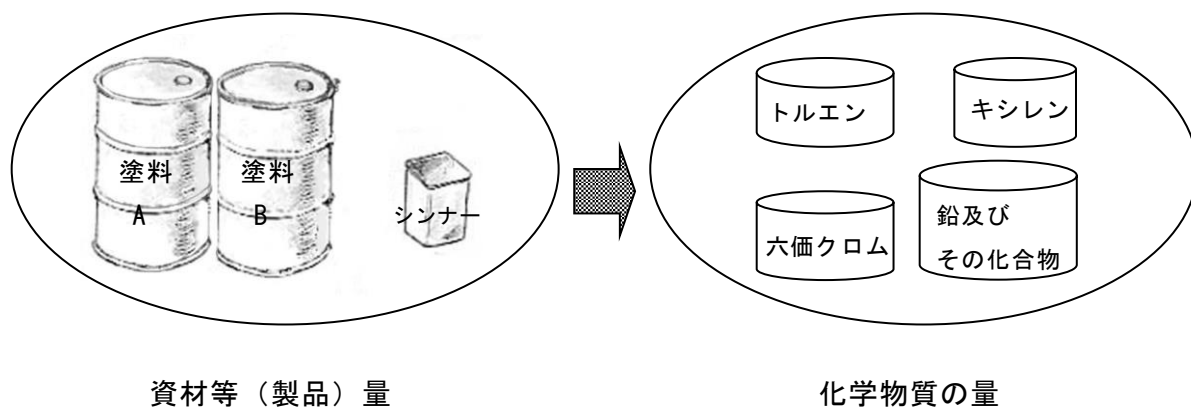 塗料
A
塗料
B
シンナー
トルエン
キシレン
六価クロム
鉛及び
その化合物
資材等（製品）量
化学物質の量